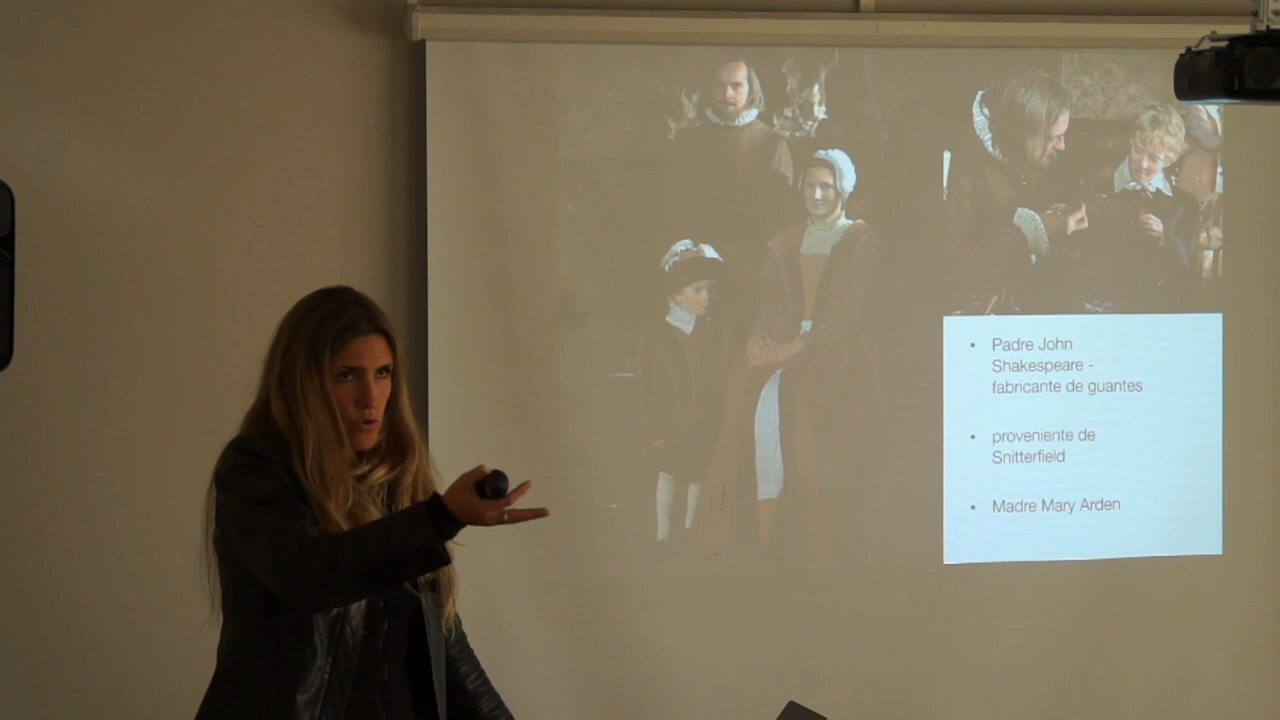 • Padre John
Shakespeare -
fabricante de guantes
• proveniente de
Snitterfield
• Madre Mary Arden